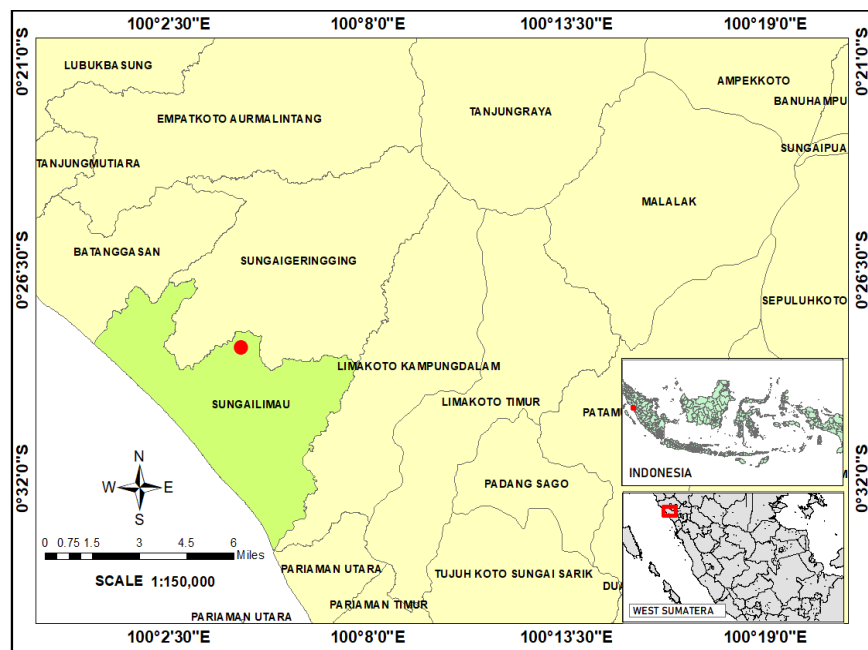 100°2'30"E 100°8'0"E 100°13'30"E 100°19'0"E
0°21'0"S
0°21'0"S
LUBUKBASUNG
AMPEKKOTO
BANUHAMPU
TANJUNGRAYA
EMPATKOTO AURMALINTANG
SUNGAIPUA
TANJUNGMUTIARA
MALALAK
BATANGGASAN
SUNGAIGERINGGING
0°26'30"S
0°26'30"S
SEPULUHKOTO
LIMAKOTO KAMPUNGDALAM
SUNGAILIMAU
LIMAKOTO TIMUR
PATAM
INDONESIA
N
W E
S
0°32'0"S
0°32'0"S
PADANG SAGO
0 0.75 1.5 3 4.5 6
Miles
SCALE 1:150,000
PARIAMAN UTARA
TUJUH KOTO SUNGAI SARIK
DUA
PARIAMAN TIMUR
PARIAMAN UTARA
WEST SUMATERA
100°2'30"E 100°8'0"E 100°13'30"E 100°19'0"E